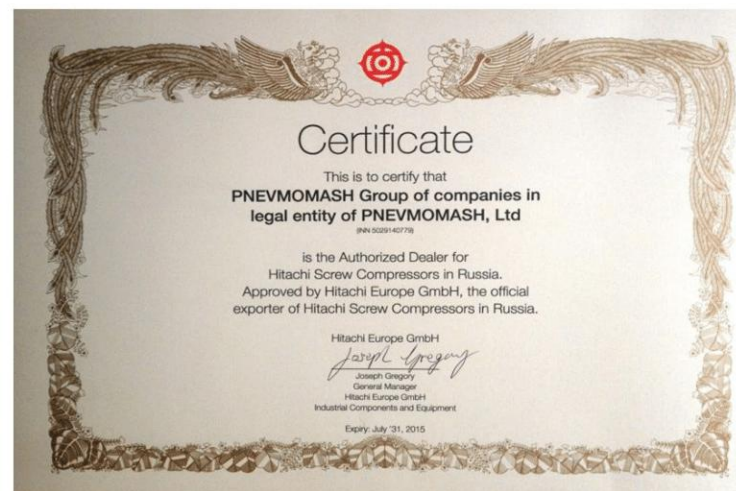 Certificate
This is to certify that
PNEVMOMASH Group of companies in
legal entity of PNEVMOMASH, Ltd
(INN 5029140779)
is the Authorized Dealer for
Hitachi Screw Compressors in Russia.
Approved by Hitachi Europe GmbH, the official
exporter of Hitachi Screw Compressors in Russia.
Hitachi Europe GmbH
Joseph Gregory
Joseph Gregory
General Manager
Hitachi Europe GmbH
Industrial Components and Equipment
Expiry: July '31, 2015